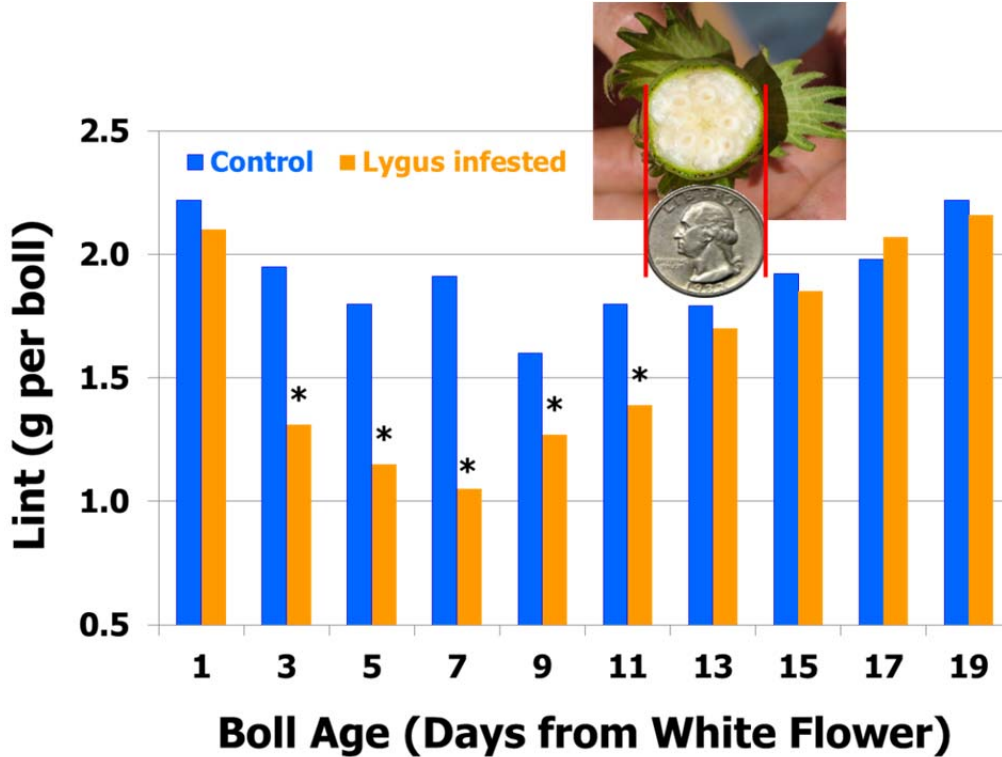 2.5
2.0
1.5
1.0
0.5
Lint (g per boll)
Control Lygus infested
LIBERTY
* * * * *
1 3 5 7 9 11 13 15 17 19
Boll Age (Days from White Flower)